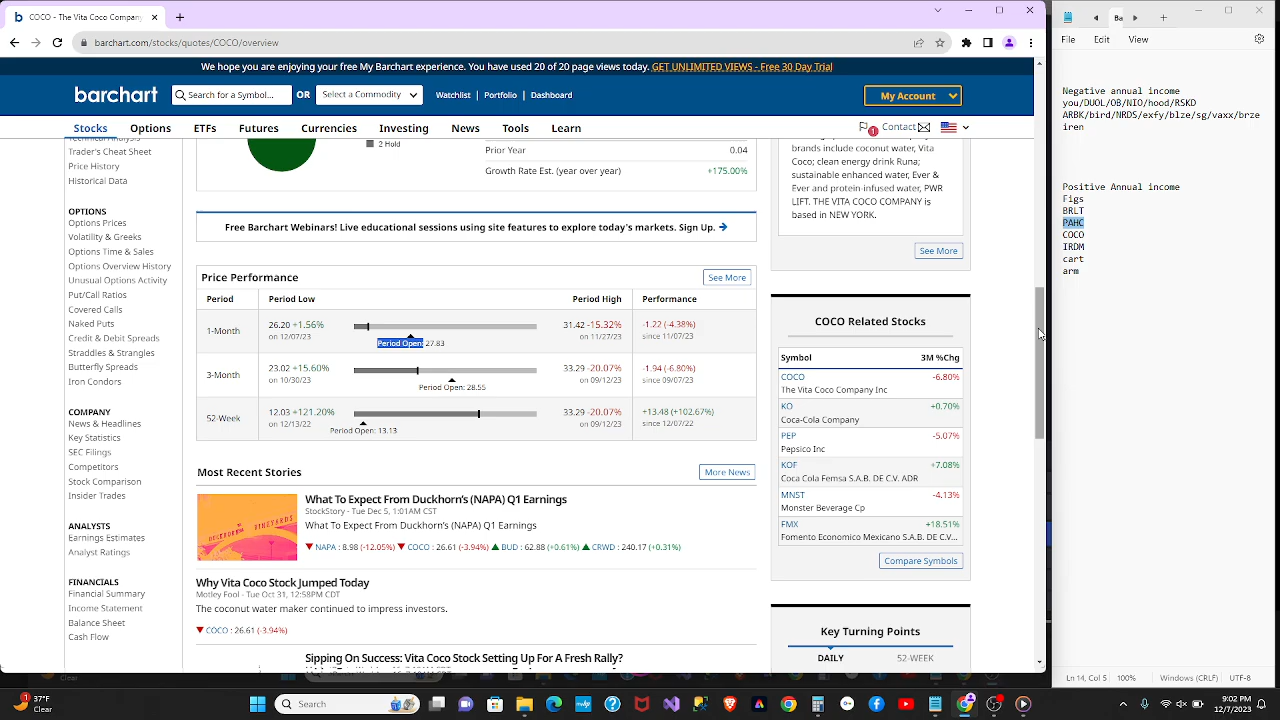 COCO - The Vita Coco Company
barchart.com/stocks/quotes/COCO/overview
We hope you are enjoying your free My Barchart experience. You have used 20 of 20 page views today. GET UNLIMITED VIEWS - Free 30 Day Trial
barchart
Search for a Symbol...
OR
Select a Commodity
Watchlist | Portfolio | Dashboard
My Account
Stocks Options ETFs Futures Currencies Investing News Tools Learn
Contact
Trader's Cheat Sheet
Price History
Historical Data
OPTIONS
Options Prices
Volatility & Greeks
Options Time & Sales
Options Overview History
Unusual Options Activity
Put/Call Ratios
Covered Calls
Naked Puts
Credit & Debit Spreads
Straddles & Strangles
Butterfly Spreads
Iron Condors
COMPANY
News & Headlines
Key Statistics
SEC Filings
Competitors
Stock Comparison
Insider Trades
ANALYSTS
Earnings Estimates
Analyst Ratings
FINANCIALS
Financial Summary
Income Statement
Balance Sheet
Cash Flow
2 Hold
Prior Year 0.04
Growth Rate Est. (year over year) +175.00%
Free Barchart Webinars! Live educational sessions using site features to explore today's markets. Sign Up.
Price Performance
See More
Period Period Low Period High Performance
1-Month 26.20 +1.56% on 12/07/23 Period Open: 27.83 31.42 -15.32% on 11/27/23 -1.22 (-4.38%) since 11/07/23
3-Month 23.02 +15.60% on 10/30/23 Period Open: 28.55 33.29 -20.07% on 09/12/23 -1.94 (-6.80%) since 09/07/23
52-Week 12.03 +121.20% on 12/13/22 Period Open: 13.13 33.29 -20.07% on 09/12/23 +13.48 (+102.67%) since 12/07/22
Most Recent Stories
More News
What To Expect From Duckhorn's (NAPA) Q1 Earnings
StockStory - Tue Dec 5, 1:01AM CST
What To Expect From Duckhorn's (NAPA) Q1 Earnings
NAPA : 8.98 (-12.05%) COCO : 26.61 (-3.94%) BUD : 62.88 (+0.61%) CRWD : 240.17 (+0.31%)
DUCKHORN VINEYARDS
Why Vita Coco Stock Jumped Today
Motley Fool - Tue Oct 31, 12:58PM CDT
The coconut water maker continued to impress investors.
COCO : 26.61 (-3.94%)
Sipping On Success: Vita Coco Stock Setting Up For A Fresh Rally?
brands include coconut water, Vita
Coco; clean energy drink Runa;
sustainable enhanced water, Ever &
Ever and protein-infused water, PWR
LIFT. THE VITA COCO COMPANY is
based in NEW YORK.
See More
COCO Related Stocks
Symbol 3M %Chg
COCO -6.80%
The Vita Coco Company Inc
KO +0.70%
Coca-Cola Company
PEP -5.07%
Pepsico Inc
KOF +7.08%
Coca Cola Femsa S.A.B. DE C.V. ADR
MNST -4.13%
Monster Beverage Cp
FMX +18.51%
Fomento Economico Mexicano S.A.B. DE C.V...
Compare Symbols
Key Turning Points
DAILY 52-WEEK
Ba
File Edit View
Negative annual income
you/DUOL/OB/NIO/hood/RSKD
ARBK/bird/NRDS/exfy/blze/sg/vaxx/brze
iren
Positive Annual income
Figs
BRLT
PAHC
COCO
IRDM
cart
arm
Ln 14, Col 5 100% Windows (CRLF) UTF-8
37°F
Clear
Search
9:02 PM
12/7/2023